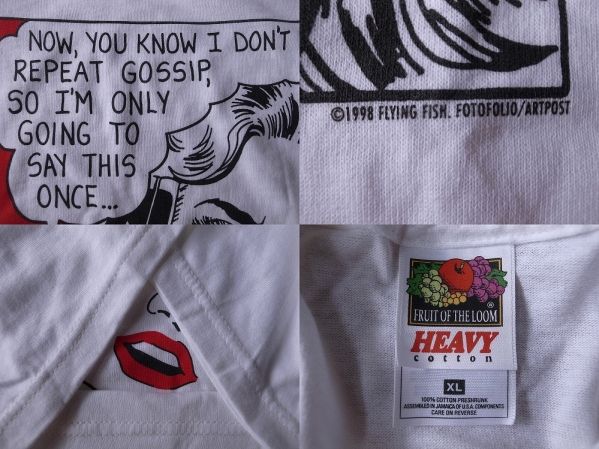 NOW, YOU KNOW I DON'T
REPEAT GOSSIP,
SO I'M ONLY
GOING TO
SAY THIS
ONCE...
©1998 FLYING FISH. FOTOFOLIO/ARTPOST
FRUIT OF THE LOOM
®
HEAVY
cotton
XL
100% COTTON PRESHRUNK
ASSEMBLED IN JAMAICA OF U.S.A. COMPONENTS
CARE ON REVERSE